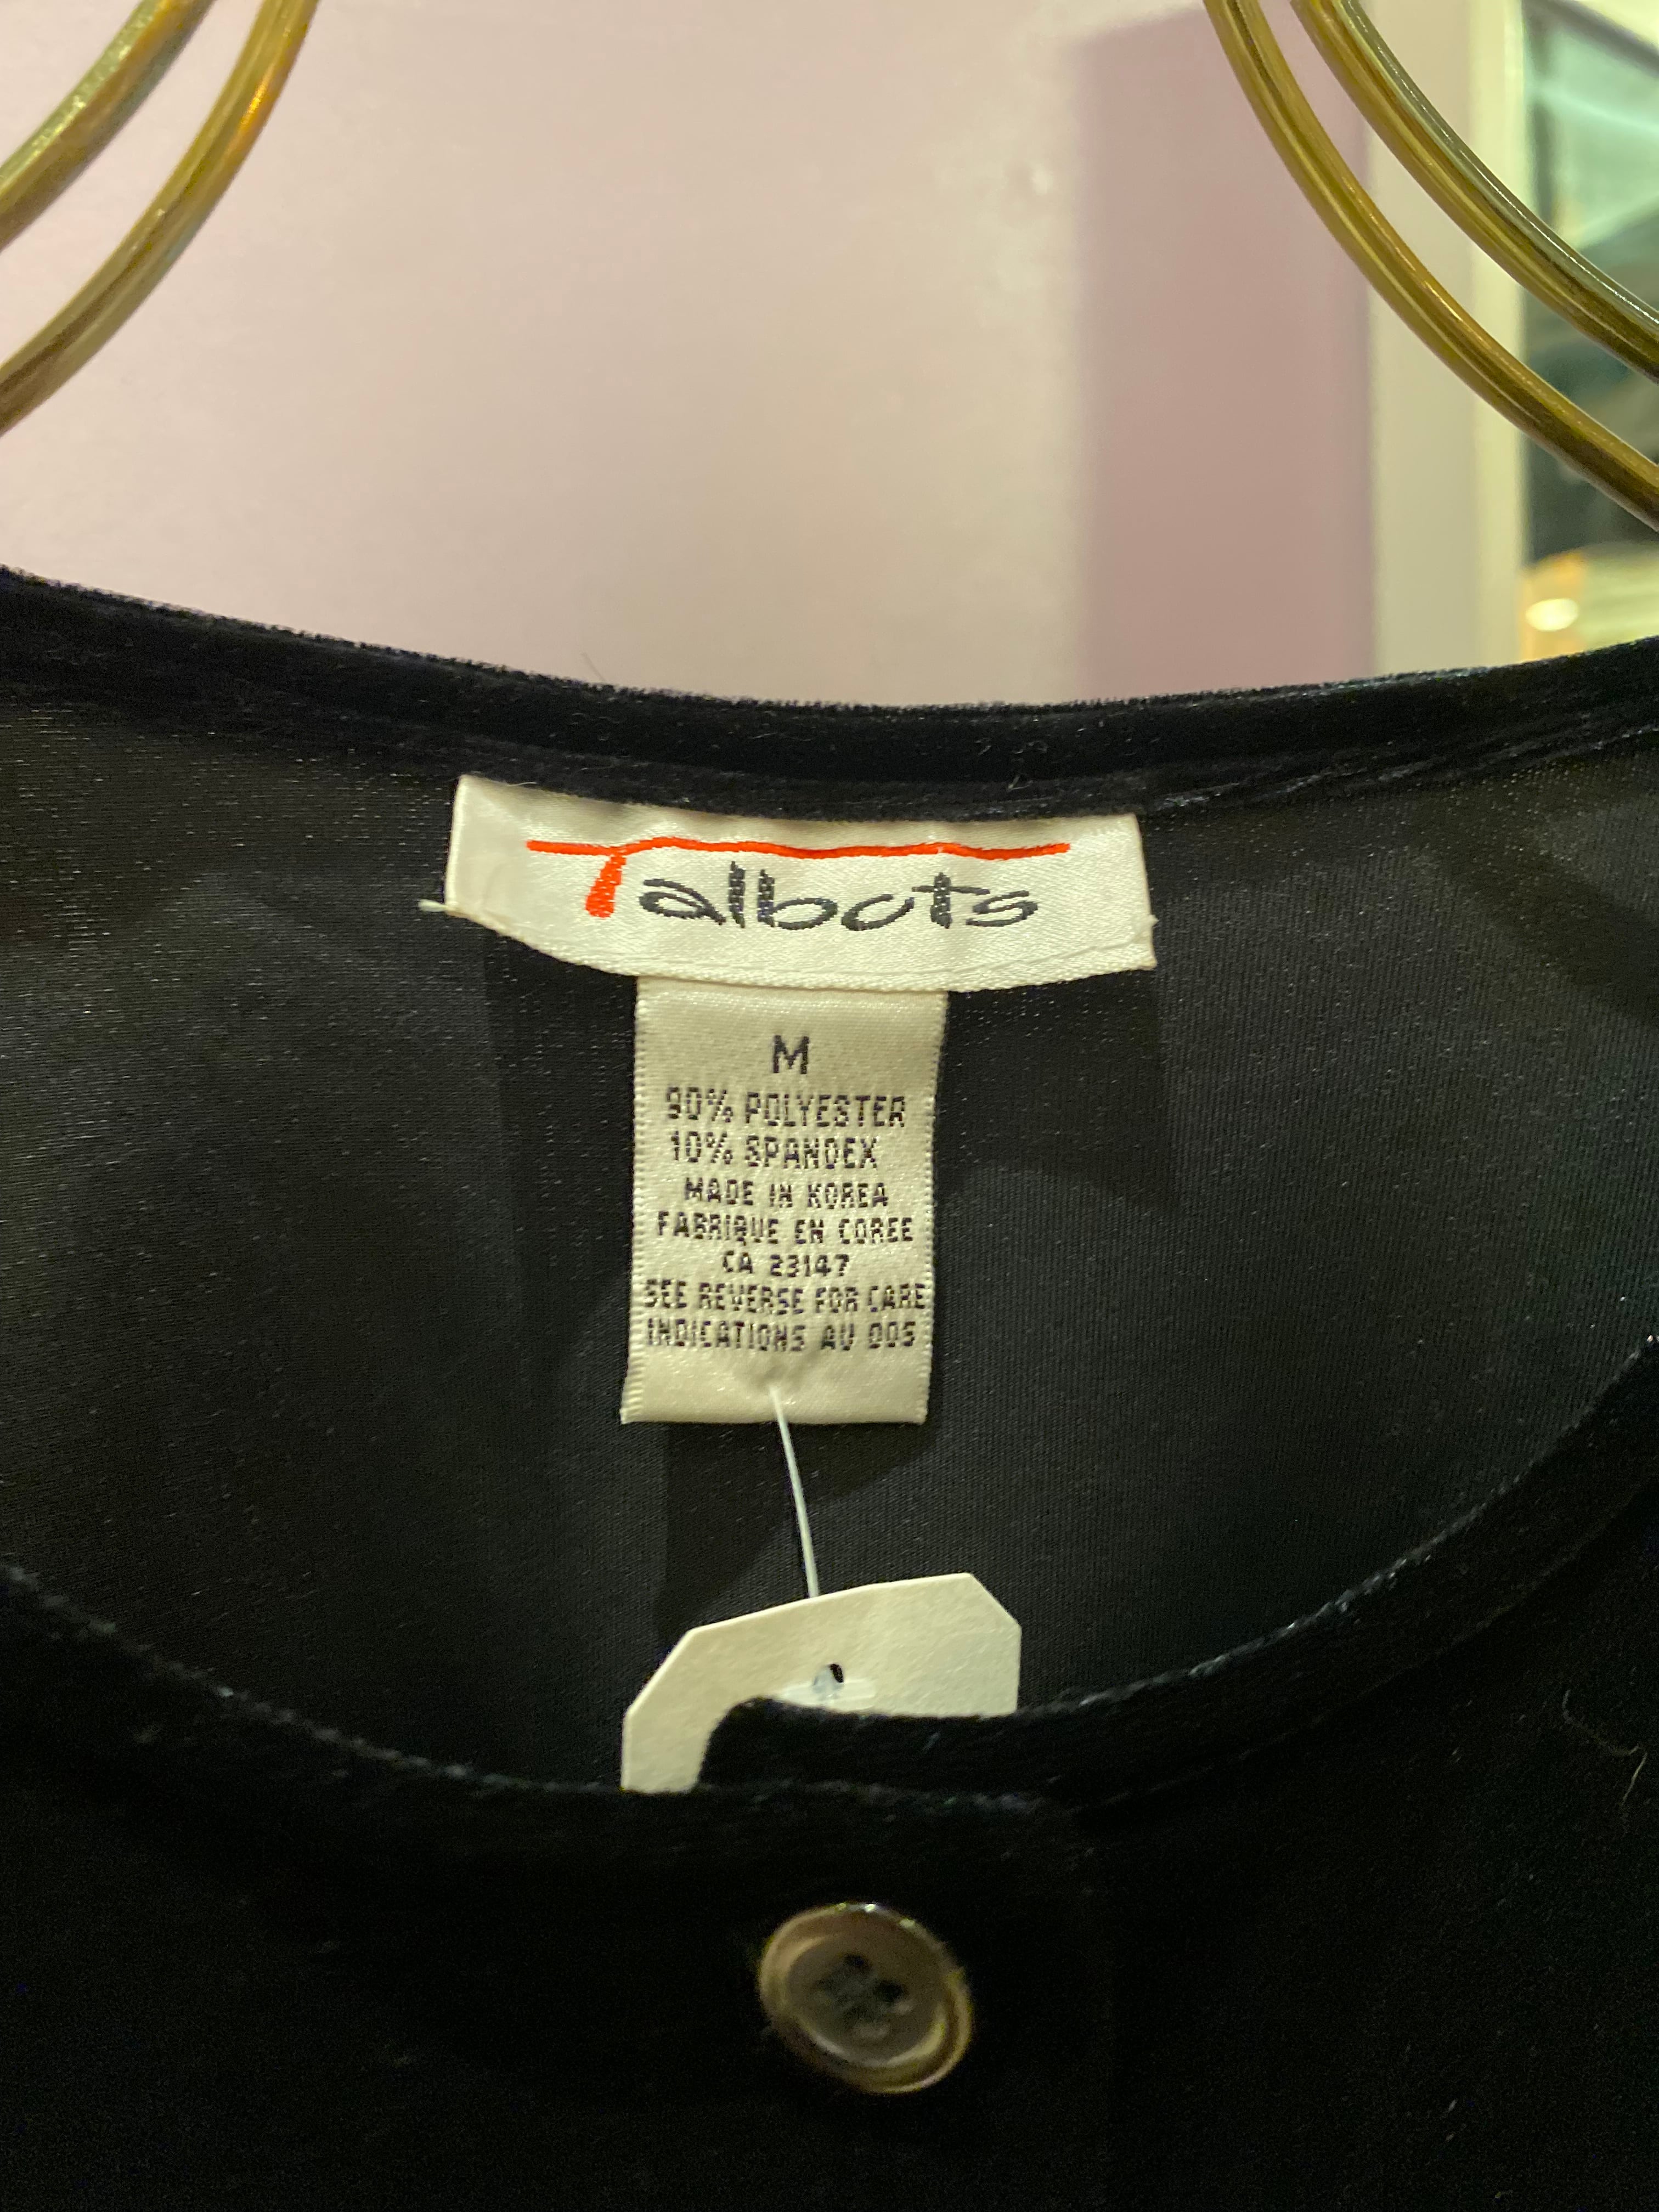 Talbots
M
90% POLYESTER
10% SPANDEX
MADE IN KOREA
FABRIQUE EN COREE
CA 23147
SEE REVERSE FOR CARE
INDICATIONS AU DOS